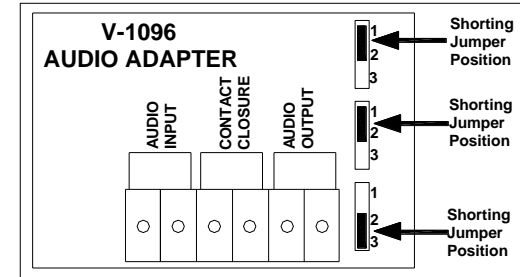 V-1096
AUDIO ADAPTER
AUDIO
INPUT
CONTACT
CLOSURE
AUDIO
OUTPUT
1
2
3
Shorting
Jumper
Position
1
2
3
Shorting
Jumper
Position
1
2
3
Shorting
Jumper
Position